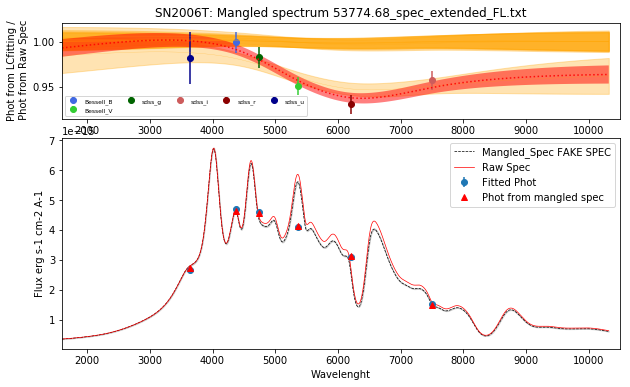 SN2006T: Mangled spectrum 53774.68_spec_extended_FL.txt
Phot from LCfitting /
Phot from Raw Spec
1.00
0.95
Bessell_B
sdss_g
sdss_i
sdss_r
sdss_u
Bessell_V
2000 3000 4000 5000 6000 7000 8000 9000 10000
1e−15
Flux erg s-1 cm-2 A-1
7
6
5
4
3
2
1
Mangled_Spec FAKE SPEC
Raw Spec
Fitted Phot
Phot from mangled spec
2000 3000 4000 5000 6000 7000 8000 9000 10000
Wavelenght